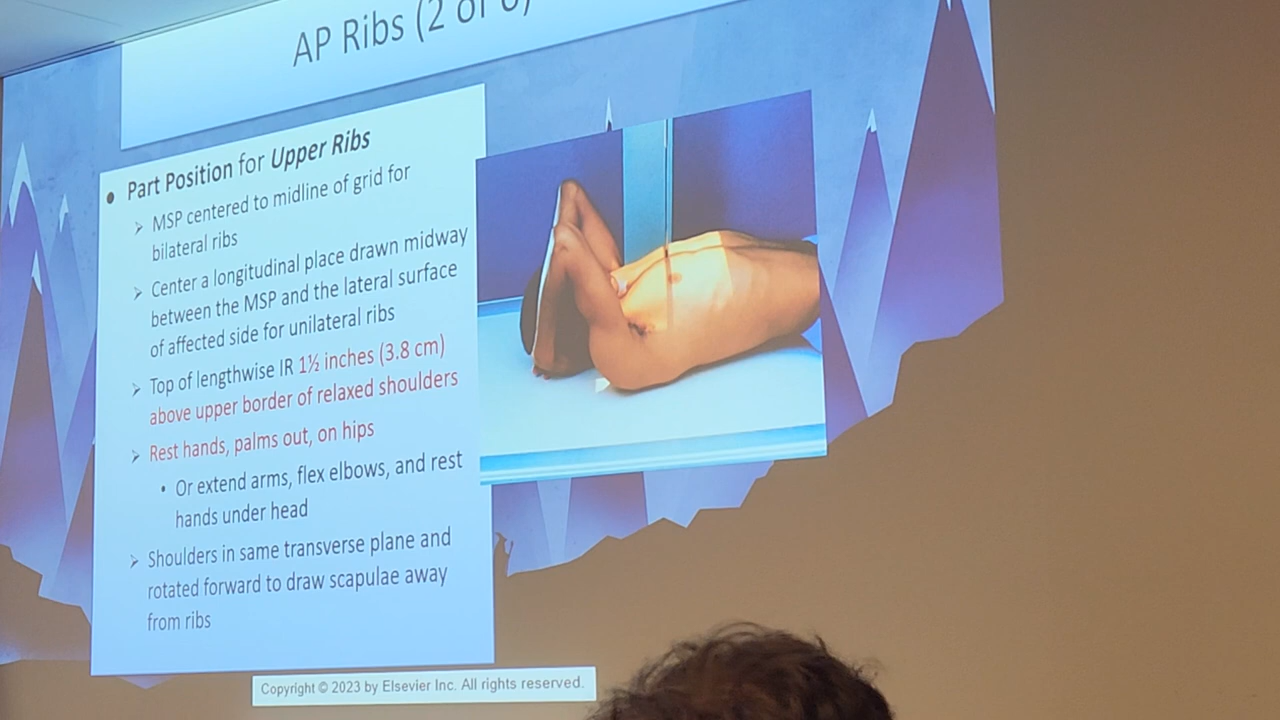 AP Ribs (2 of 6)
• Part Position for Upper Ribs
➢ MSP centered to midline of grid for
bilateral ribs
➢ Center a longitudinal place drawn midway
between the MSP and the lateral surface
of affected side for unilateral ribs
➢ Top of lengthwise IR 1½ inches (3.8 cm)
above upper border of relaxed shoulders
➢ Rest hands, palms out, on hips
• Or extend arms, flex elbows, and rest
hands under head
➢ Shoulders in same transverse plane and
rotated forward to draw scapulae away
from ribs
Copyright © 2023 by Elsevier Inc. All rights reserved.